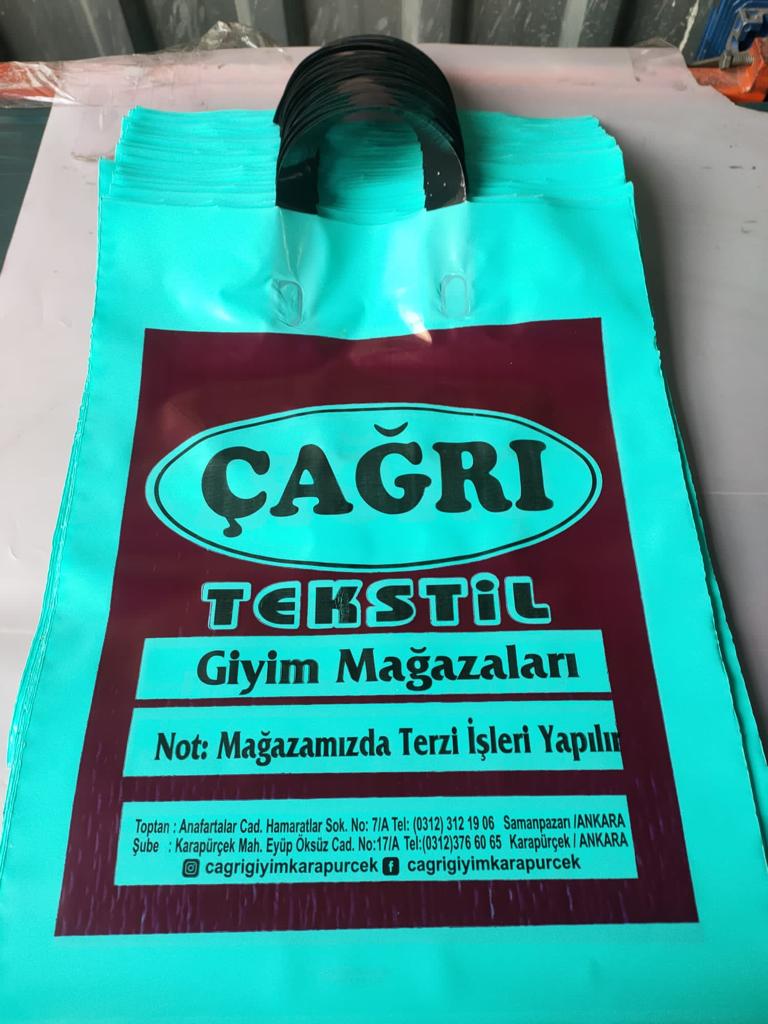 ÇAĞRI
TEKSTİL
Giyim Mağazaları
Not: Mağazamızda Terzi İşleri Yapılır
Toptan : Anafartalar Cad. Hamaratlar Sok. No: 7/A Tel: (0312) 312 19 06 Samanpazarı /ANKARA
Şube : Karapürçek Mah. Eyüp Öksüz Cad. No:17/A Tel:(0312)376 60 65 Karapürçek / ANKARA
cagrigiyimkarapurcek cagrigiyimkarapurcek